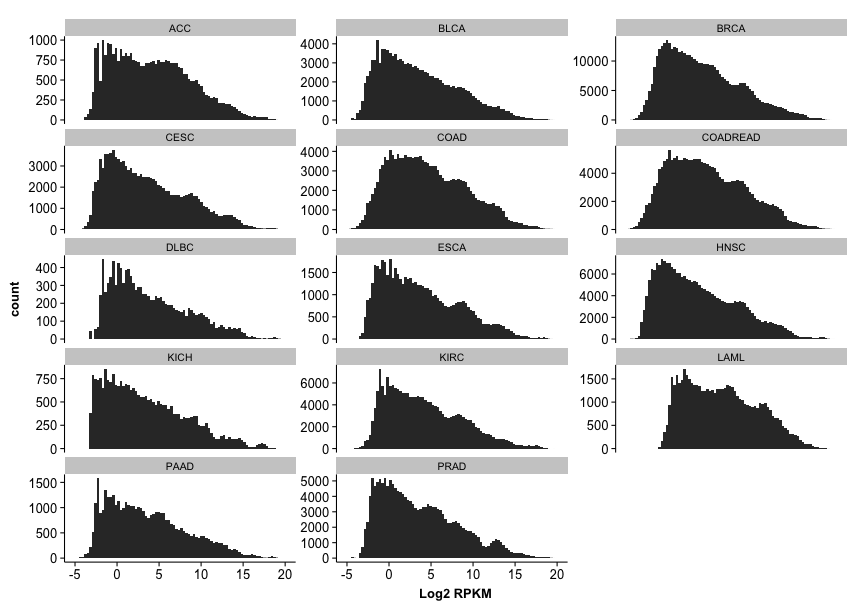 ACC BLCA BRCA
1000 750 500 250 0
4000 3000 2000 1000 0
10000 5000 0
CESC COAD COADREAD
3000 2000 1000 0
4000 3000 2000 1000 0
4000 2000 0
DLBC ESCA HNSC
400 300 200 100 0
1500 1000 500 0
6000 4000 2000 0
KICH KIRC LAML
750 500 250 0
6000 4000 2000 0
1500 1000 500 0
PAAD PRAD
1500 1000 500 0
5000 4000 3000 2000 1000 0
-5 0 5 10 15 20
-5 0 5 10 15 20
count
Log2 RPKM